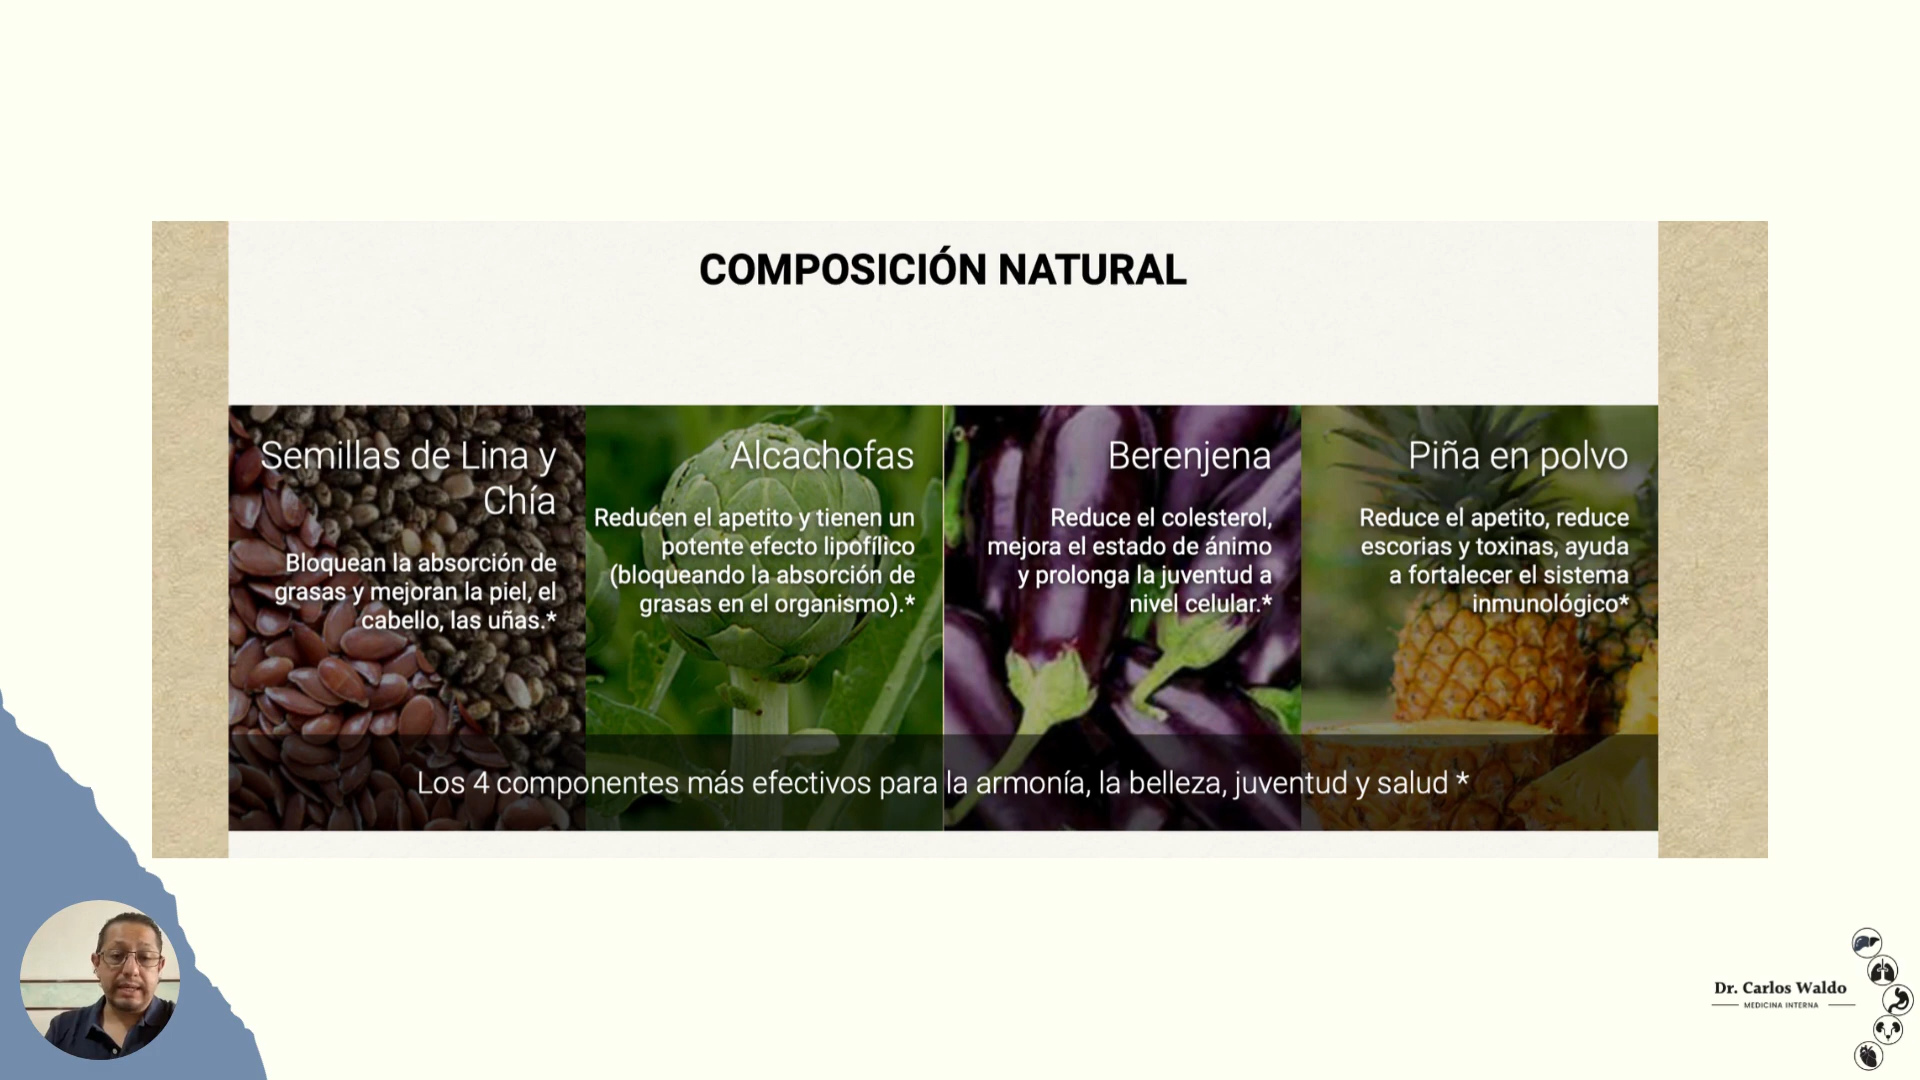 COMPOSICIÓN NATURAL
Semillas de Lina y
Chía
Bloquean la absorción de
grasas y mejoran la piel, el
cabello, las uñas.*
Alcachofas
Reducen el apetito y tienen un
potente efecto lipofílico
(bloqueando la absorción de
grasas en el organismo).*
Berenjena
Reduce el colesterol,
mejora el estado de ánimo
y prolonga la juventud a
nivel celular.*
Piña en polvo
Reduce el apetito, reduce
escorias y toxinas, ayuda
a fortalecer el sistema
inmunológico*
Los 4 componentes más efectivos para la armonía, la belleza, juventud y salud *
Dr. Carlos Waldo
MEDICINA INTERNA